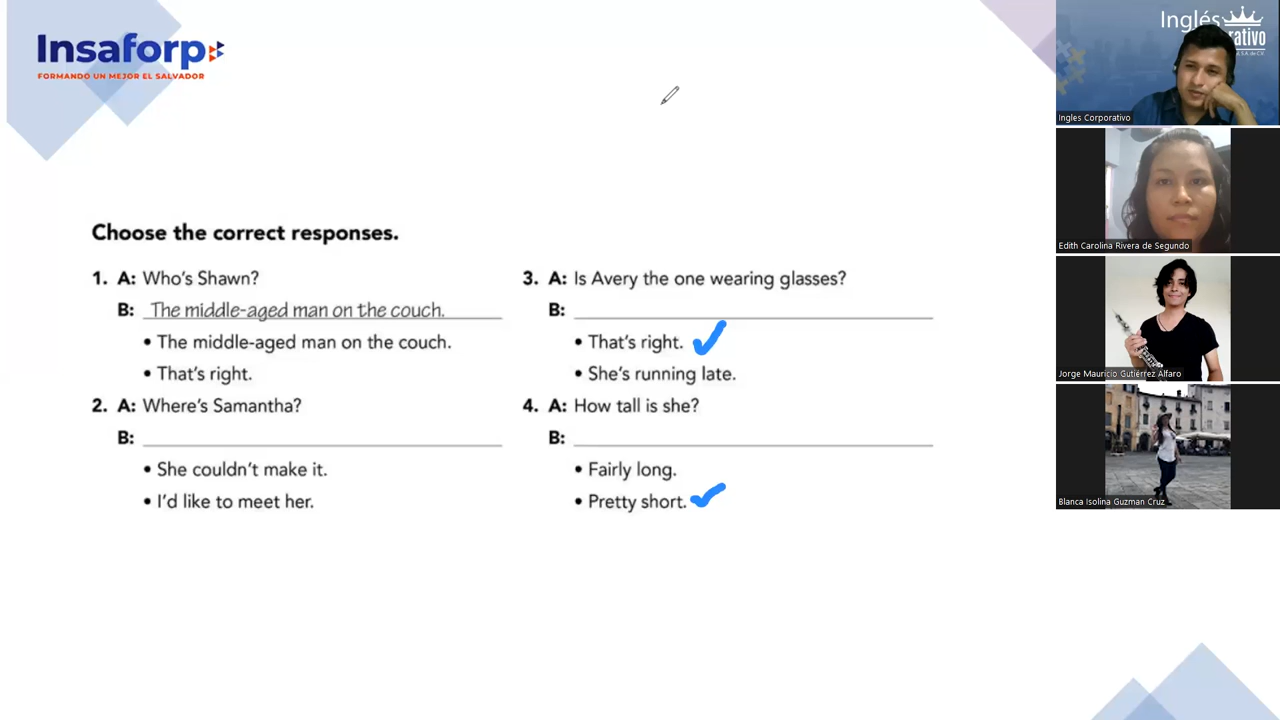 Insaforp
FORMANDO UN MEJOR EL SALVADOR
Choose the correct responses.
1. A: Who's Shawn?
B: The middle-aged man on the couch.
• The middle-aged man on the couch.
• That's right.
2. A: Where's Samantha?
B:
• She couldn't make it.
• I'd like to meet her.
3. A: Is Avery the one wearing glasses?
B:
• That's right.
• She's running late.
4. A: How tall is she?
B:
• Fairly long.
• Pretty short.
Inglés
Ingles Corporativo
Edith Carolina Rivera de Segundo
Jorge Mauricio Gutiérrez Alfaro
Blanca Isolina Guzman Cruz